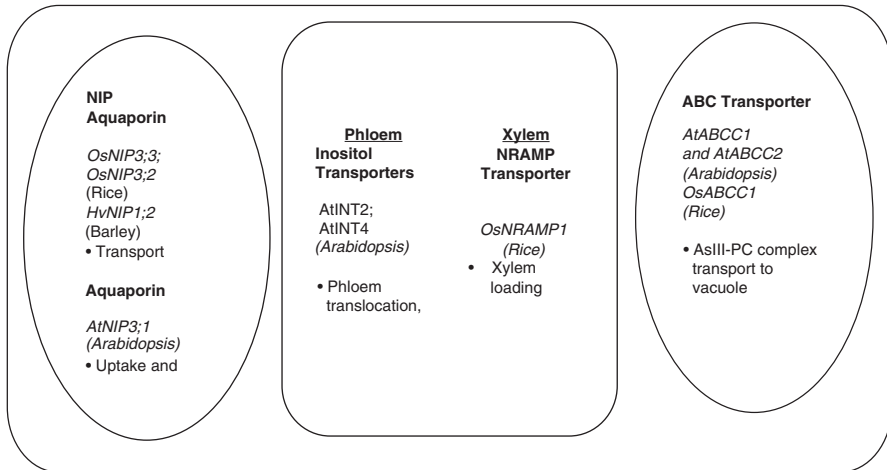 NIP
Aquaporin
OsNIP3;3;
OsNIP3;2
(Rice)
HvNIP1;2
(Barley)
• Transport
Aquaporin
AtNIP3;1
(Arabidopsis)
• Uptake and
Phloem
Inositol
Transporters
AtINT2;
AtINT4
(Arabidopsis)
• Phloem
translocation,
Xylem
NRAMP
Transporter
OsNRAMP1
(Rice)
• Xylem
loading
ABC Transporter
AtABCC1
and AtABCC2
(Arabidopsis)
OsABCC1
(Rice)
• AsIII-PC complex
transport to
vacuole